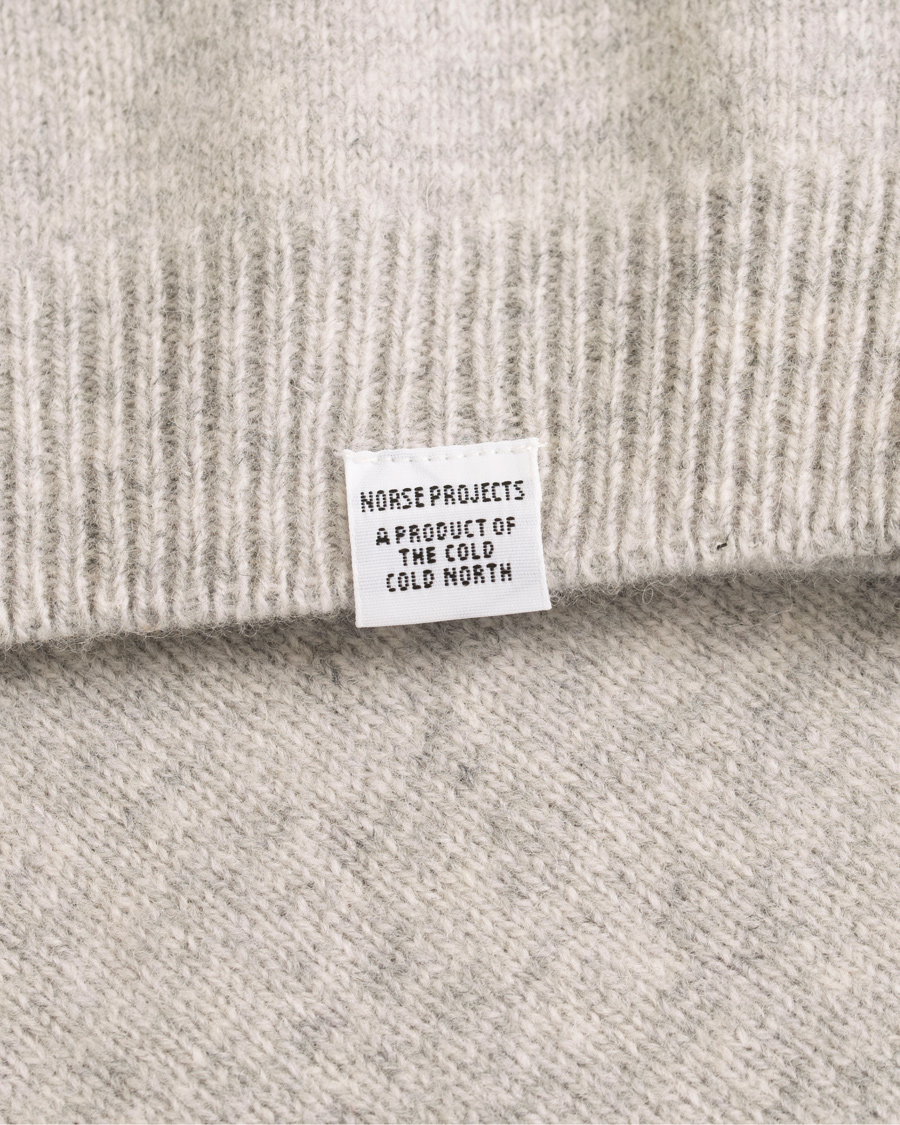 NORSE PROJECTS
A PRODUCT OF
THE COLD
COLD NORTH